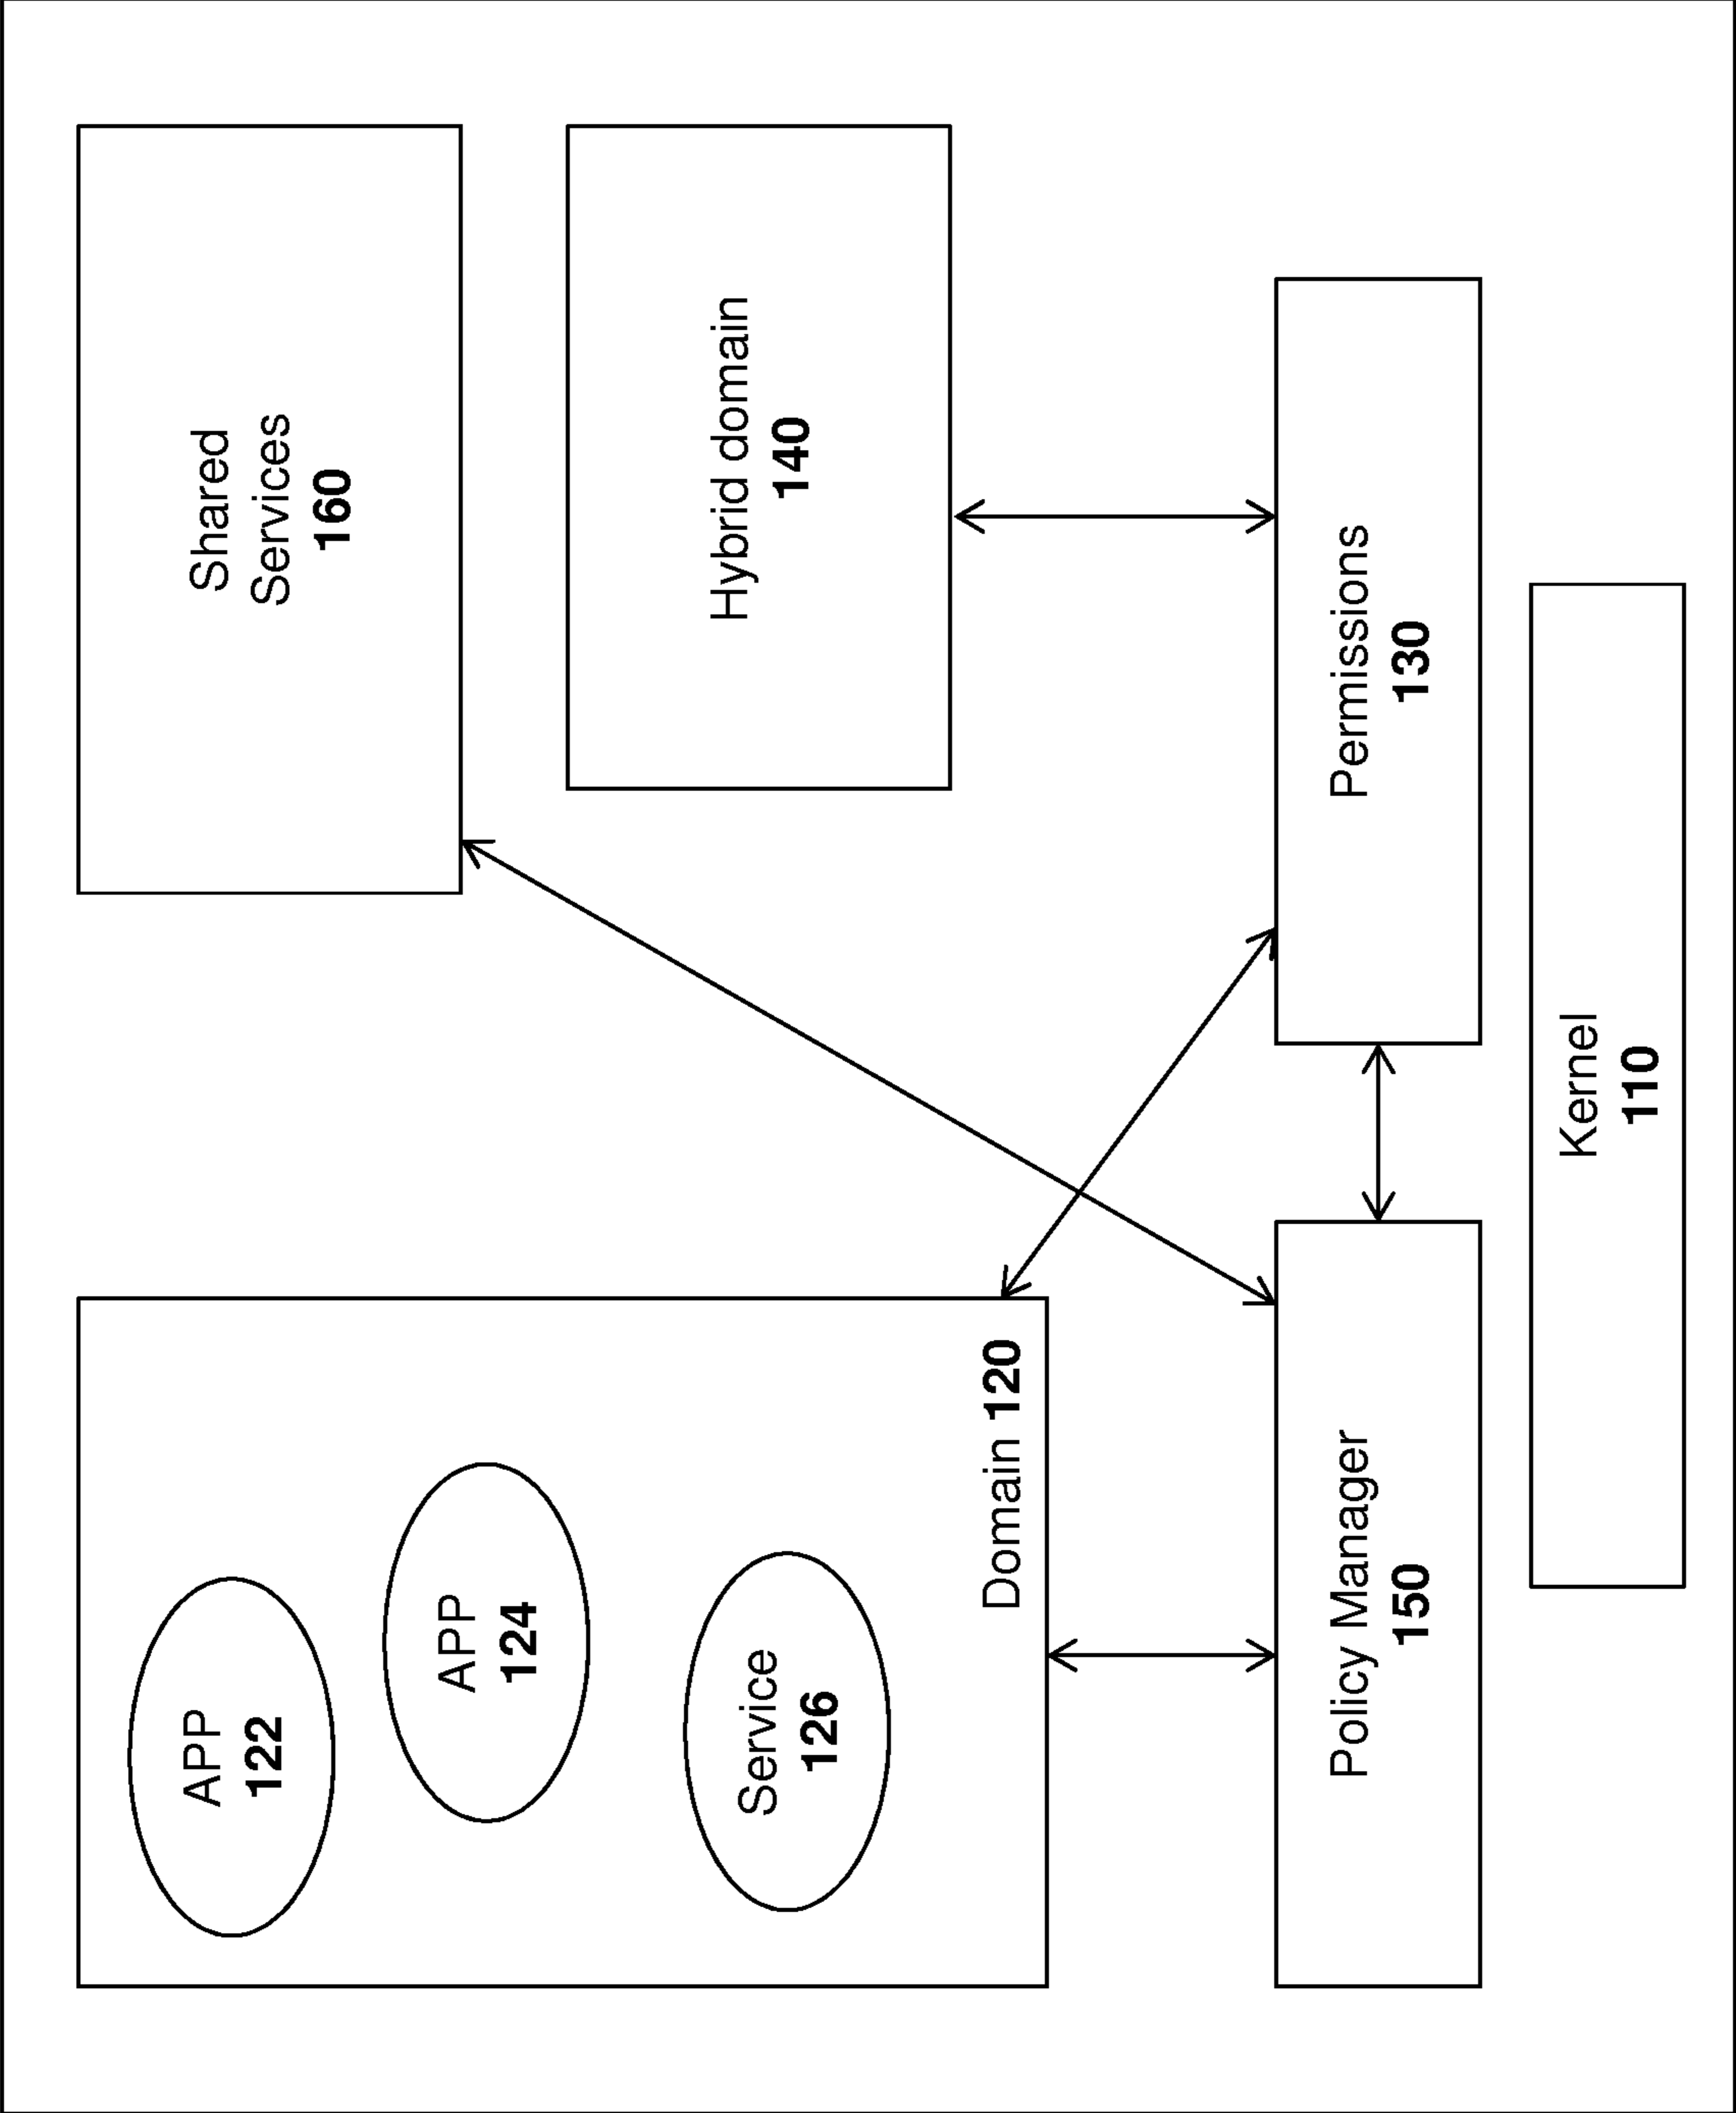 APP
122
APP
124
Service
126
Domain 120
Shared
Services
160
Hybrid domain
140
Policy Manager
150
Permissions
130
Kernel
110